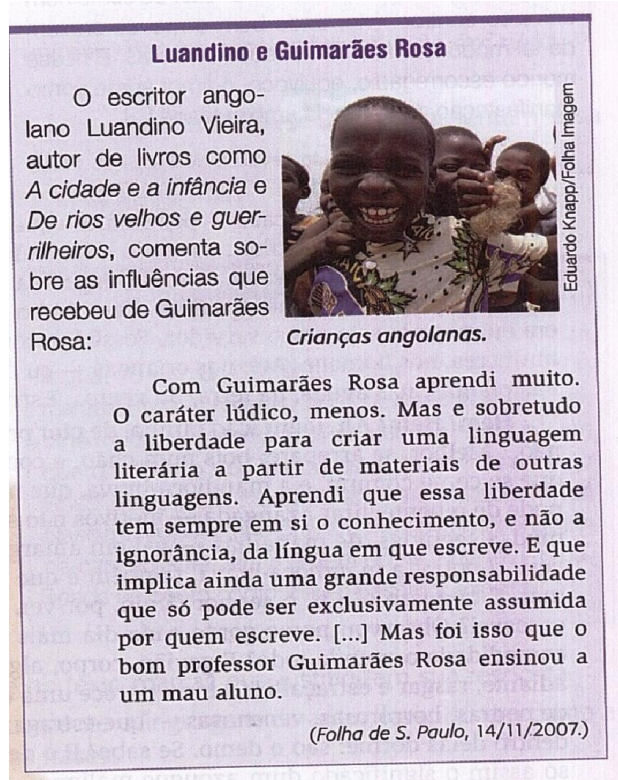 Luandino e Guimarães Rosa
O escritor ango-
lano Luandino Vieira,
autor de livros como
A cidade e a infância e
De rios velhos e guer-
rilheiros, comenta so-
bre as influências que
recebeu de Guimarães
Rosa:
Eduardo Knapp/Folha Imagem
Crianças angolanas.
Com Guimarães Rosa aprendi muito.
O caráter lúdico, menos. Mas e sobretudo
a liberdade para criar uma linguagem
literária a partir de materiais de outras
linguagens. Aprendi que essa liberdade
tem sempre em si o conhecimento, e não a
ignorância, da língua em que escreve. E que
implica ainda uma grande responsabilidade
que só pode ser exclusivamente assumida
por quem escreve. [...] Mas foi isso que o
bom professor Guimarães Rosa ensinou a
um mau aluno.
(Folha de S. Paulo, 14/11/2007.)